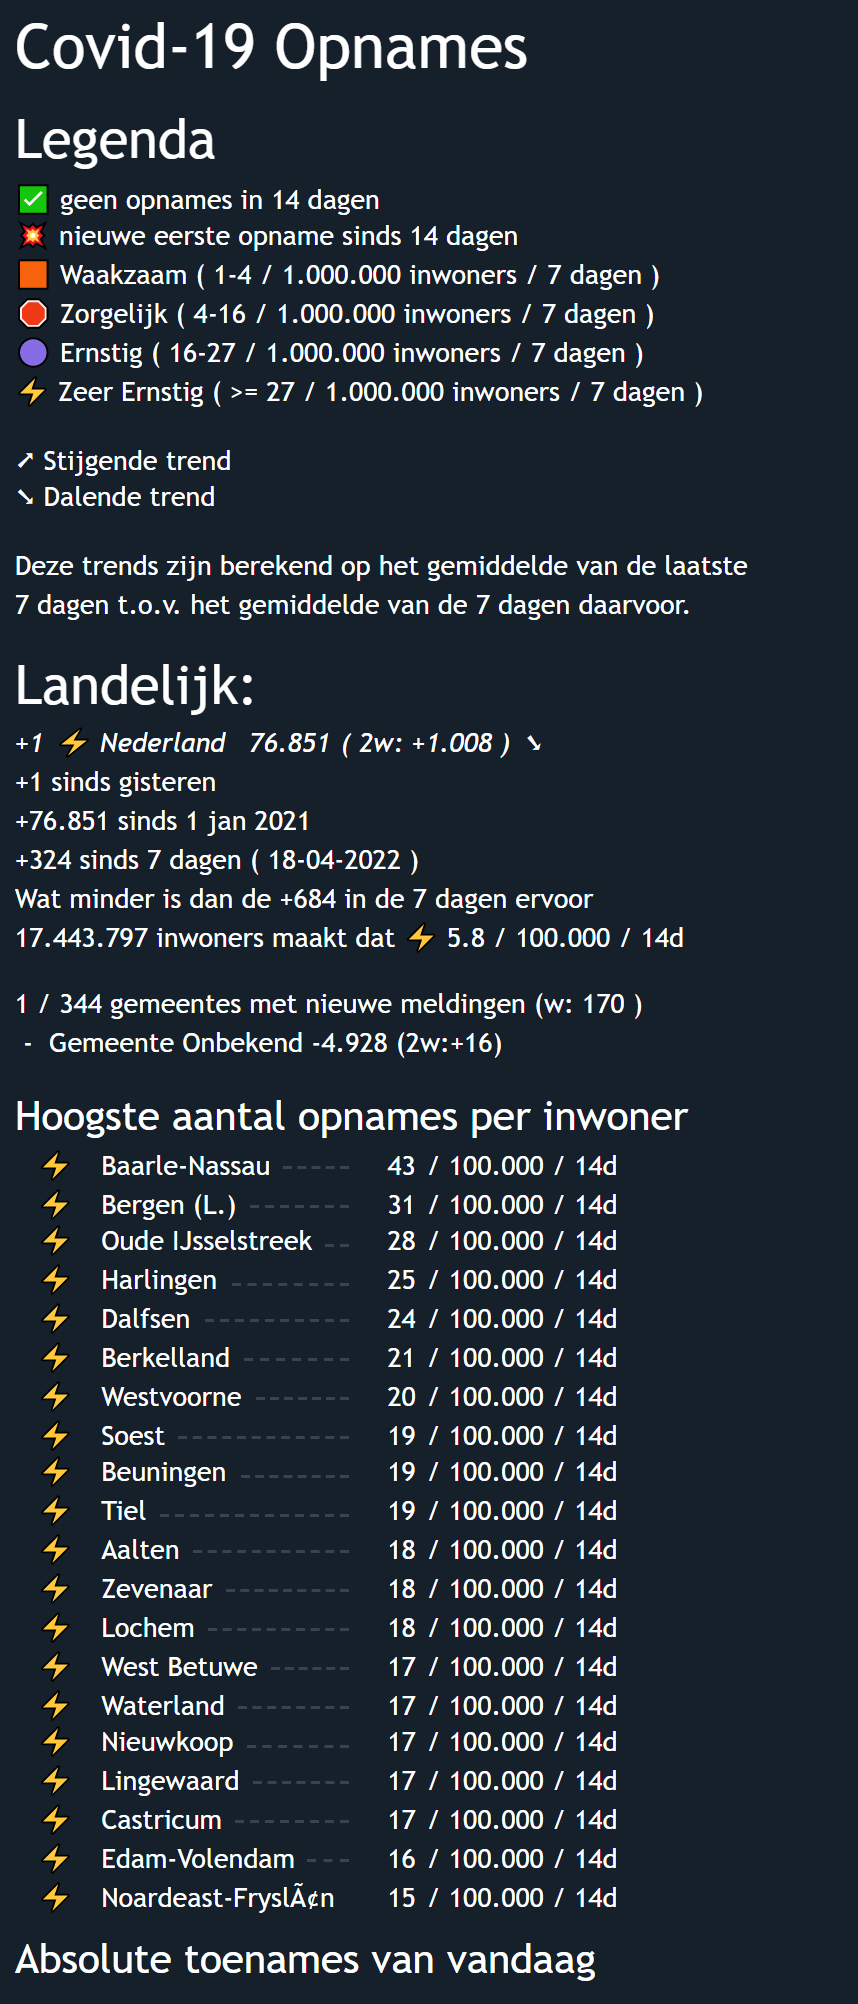 Covid-19 Opnames
Legenda
✅ geen opnames in 14 dagen
💥 nieuwe eerste opname sinds 14 dagen
🟧 Waakzaam ( 1-4 / 1.000.000 inwoners / 7 dagen )
🛑 Zorgelijk ( 4-16 / 1.000.000 inwoners / 7 dagen )
🟣 Ernstig ( 16-27 / 1.000.000 inwoners / 7 dagen )
⚡ Zeer Ernstig ( >= 27 / 1.000.000 inwoners / 7 dagen )
➚ Stijgende trend
➘ Dalende trend
Deze trends zijn berekend op het gemiddelde van de laatste
7 dagen t.o.v. het gemiddelde van de 7 dagen daarvoor.
Landelijk:
+1 ⚡ Nederland 76.851 ( 2w: +1.008 ) ➘
+1 sinds gisteren
+76.851 sinds 1 jan 2021
+324 sinds 7 dagen ( 18-04-2022 )
Wat minder is dan de +684 in de 7 dagen ervoor
17.443.797 inwoners maakt dat ⚡ 5.8 / 100.000 / 14d
1 / 344 gemeentes met nieuwe meldingen (w: 170 )
- Gemeente Onbekend -4.928 (2w:+16)
Hoogste aantal opnames per inwoner
⚡ Baarle-Nassau ----- 43 / 100.000 / 14d
⚡ Bergen (L.) ------- 31 / 100.000 / 14d
⚡ Oude IJsselstreek -- 28 / 100.000 / 14d
⚡ Harlingen -------- 25 / 100.000 / 14d
⚡ Dalfsen ---------- 24 / 100.000 / 14d
⚡ Berkelland ------- 21 / 100.000 / 14d
⚡ Westvoorne ------ 20 / 100.000 / 14d
⚡ Soest ------------ 19 / 100.000 / 14d
⚡ Beuningen ------- 19 / 100.000 / 14d
⚡ Tiel ------------- 19 / 100.000 / 14d
⚡ Aalten ----------- 18 / 100.000 / 14d
⚡ Zevenaar -------- 18 / 100.000 / 14d
⚡ Lochem ---------- 18 / 100.000 / 14d
⚡ West Betuwe ----- 17 / 100.000 / 14d
⚡ Waterland ------- 17 / 100.000 / 14d
⚡ Nieuwkoop ------- 17 / 100.000 / 14d
⚡ Lingewaard ------ 17 / 100.000 / 14d
⚡ Castricum -------- 17 / 100.000 / 14d
⚡ Edam-Volendam --- 16 / 100.000 / 14d
⚡ Noardeast-FryslÃ¢n 15 / 100.000 / 14d
Absolute toenames van vandaag